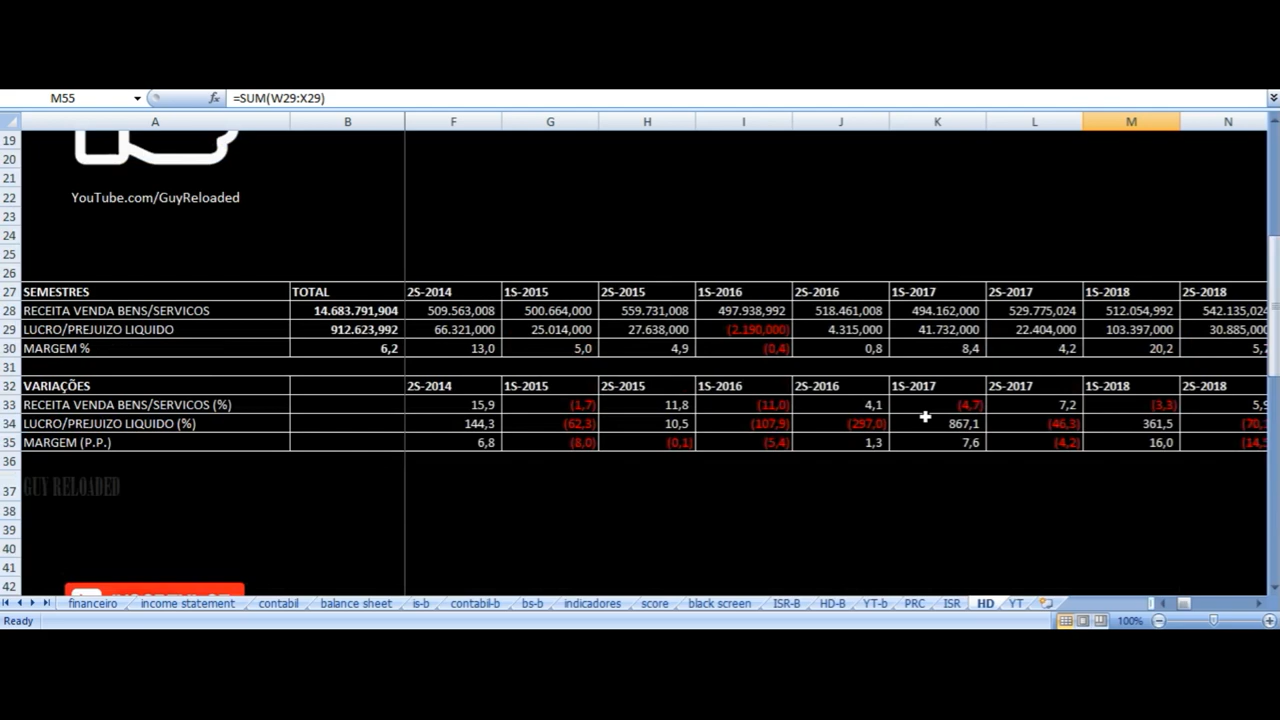 M55 fx =SUM(W29:X29)
A B F G H I J K L M N
19
20
21
22 YouTube.com/GuyReloaded
23
24
25
26
27 SEMESTRES TOTAL 2S-2014 1S-2015 2S-2015 1S-2016 2S-2016 1S-2017 2S-2017 1S-2018 2S-2018
28 RECEITA VENDA BENS/SERVICOS 14.683.791,904 509.563,008 500.664,000 559.731,008 497.938,992 518.461,008 494.162,000 529.775,024 512.054,992 542.135,024
29 LUCRO/PREJUIZO LIQUIDO 912.623,992 66.321,000 25.014,000 27.638,000 (2.190,000) 4.315,000 41.732,000 22.404,000 103.397,000 30.885,000
30 MARGEM % 6,2 13,0 5,0 4,9 (0,4) 0,8 8,4 4,2 20,2 5,7
31
32 VARIAÇÕES 2S-2014 1S-2015 2S-2015 1S-2016 2S-2016 1S-2017 2S-2017 1S-2018 2S-2018
33 RECEITA VENDA BENS/SERVICOS (%) 15,9 (1,7) 11,8 (11,0) 4,1 (4,7) 7,2 (3,3) 5,9
34 LUCRO/PREJUIZO LIQUIDO (%) 144,3 (62,3) 10,5 (107,9) (297,0) 867,1 (46,3) 361,5
35 MARGEM (P.P.) 6,8 (8,0) (0,1) (5,4) 1,3 7,6 (4,2) 16,0
36
37 GUY RELOADED
38
39
40
41
42
financeiro income statement contabil balance sheet is-b contabil-b bs-b indicadores score black screen ISR-B HD-B YT-b PRC ISR HD YT
Ready 100%